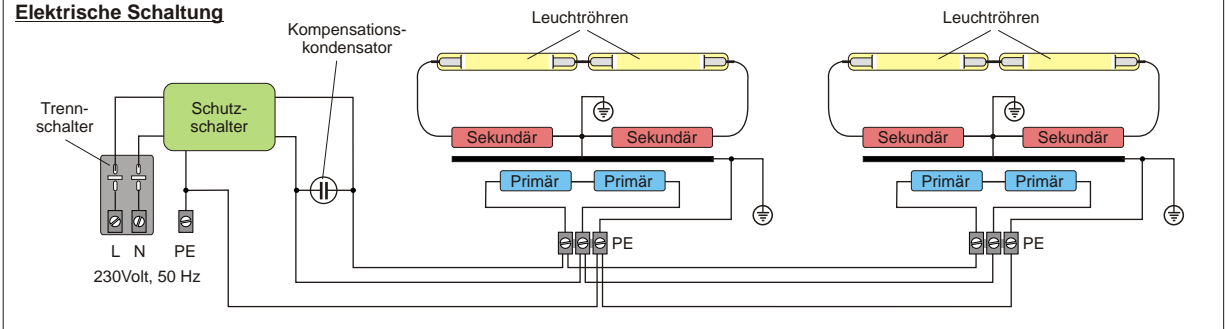 Elektrische Schaltung
Kompensations-
kondensator
Leuchtröhren
Leuchtröhren
Trenn-
schalter
Schutz-
schalter
Sekundär
Sekundär
Sekundär
Sekundär
Primär
Primär
Primär
Primär
L
N
PE
PE
PE
230Volt, 50 Hz